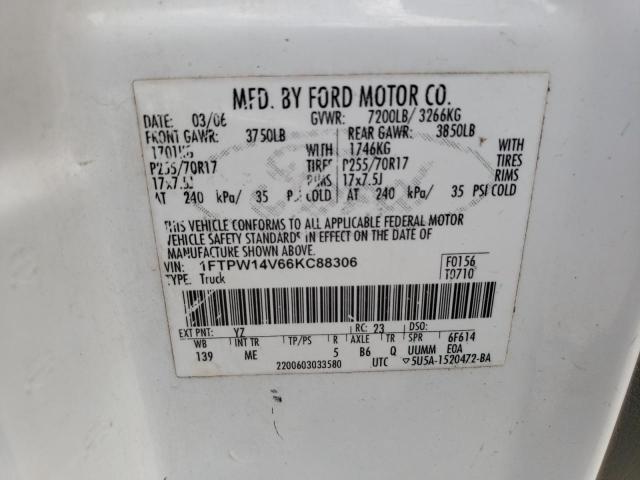 MFD. BY FORD MOTOR CO.
DATE: 03/06 GVWR: 7200LB/ 3266KG
FRONT GAWR: 3750LB REAR GAWR: 3850LB
1701KG WITH 1746KG WITH
P255/70R17 TIRES P255/70R17 TIRES
17x7.5J RIMS 17x7.5J RIMS
AT 240 kPa/ 35 PSI COLD AT 240 kPa/ 35 PSI COLD
THIS VEHICLE CONFORMS TO ALL APPLICABLE FEDERAL MOTOR
VEHICLE SAFETY STANDARDS IN EFFECT ON THE DATE OF
MANUFACTURE SHOWN ABOVE.
VIN: 1FTPW14V66KC88306 F0156
TYPE: Truck T0710
EXT PNT: YZ RC: 23 DSO:
WB INT TR TP/PS R AXLE TR SPR 6F614
139 ME 5 B6 Q UUMM E0A
2200603033580 UTC ▽5U5A-1520472-BA